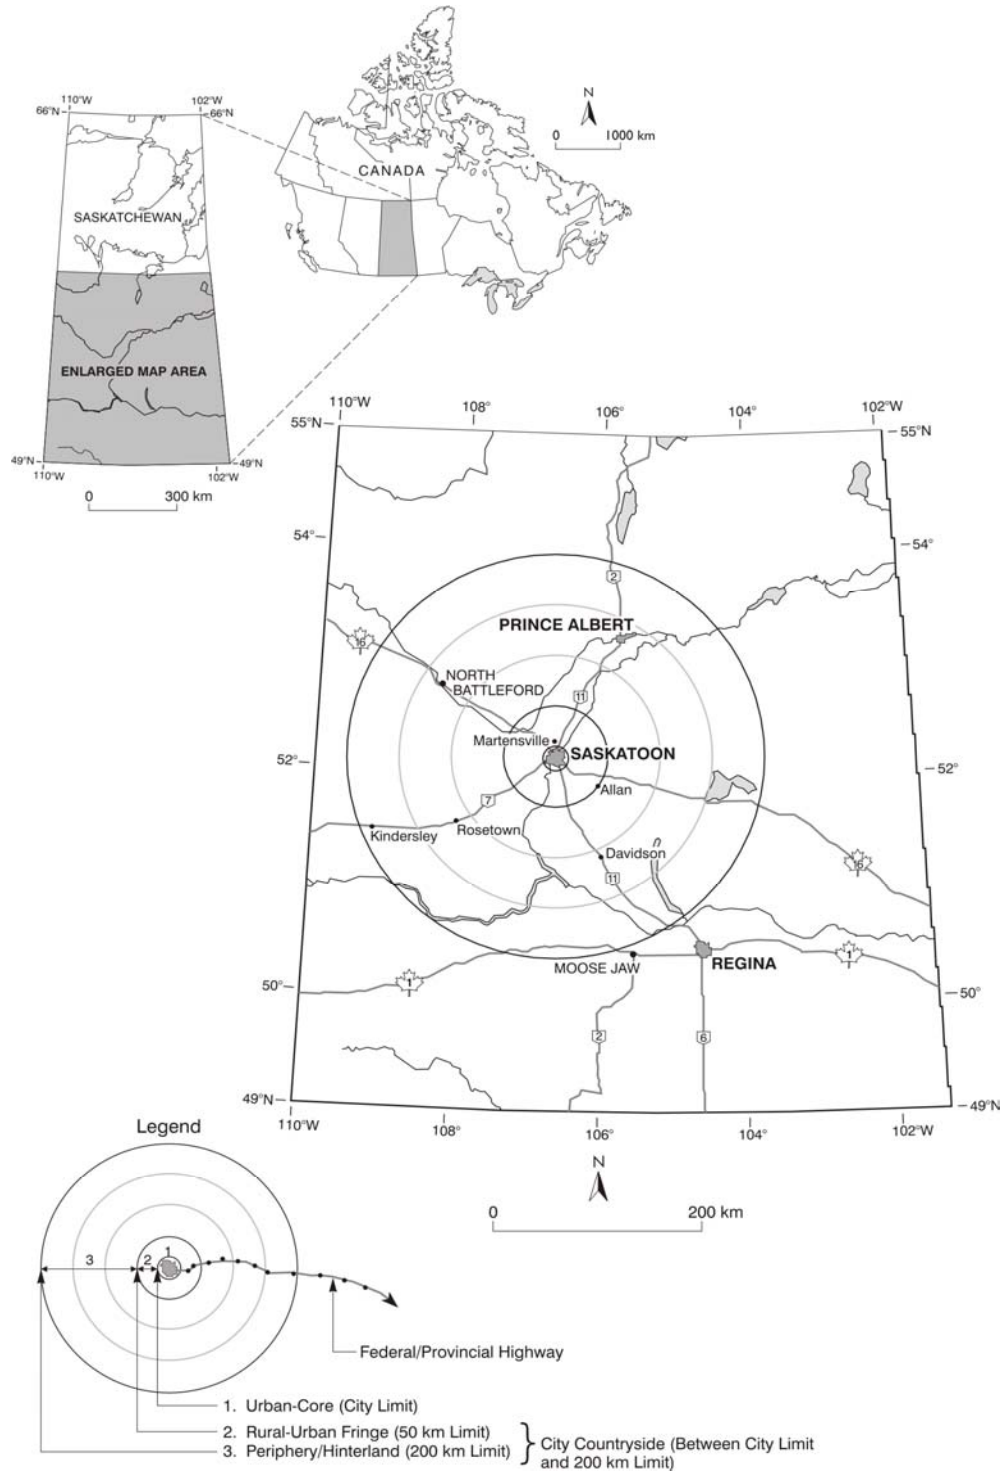 110°W
102°W
66°N
66°N
SASKATCHEWAN
ENLARGED MAP AREA
49°N
49°N
110°W
102°W
0 300 km
CANADA
N
0 1000 km
110°W
108°
106°
104°
102°W
55°N
55°N
54°
54°
2
PRINCE ALBERT
16
NORTH
BATTLEFORD
11
Martensville
SASKATOON
52°
52°
Allan
7
Kindersley
Rosetown
Davidson
16
11
MOOSE JAW
REGINA
1
1
50°
50°
2
6
49°N
49°N
110°W
108°
106°
104°
102°W
N
0 200 km
Legend
3
2
1
Federal/Provincial Highway
1. Urban-Core (City Limit)
2. Rural-Urban Fringe (50 km Limit)
3. Periphery/Hinterland (200 km Limit)
City Countryside (Between City Limit
and 200 km Limit)